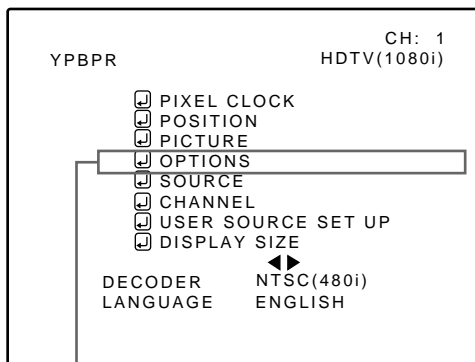 CH: 1
YPBPR HDTV(1080i)
PIXEL CLOCK
POSITION
PICTURE
OPTIONS
SOURCE
CHANNEL
USER SOURCE SET UP
DISPLAY SIZE
DECODER NTSC(480i)
LANGUAGE ENGLISH